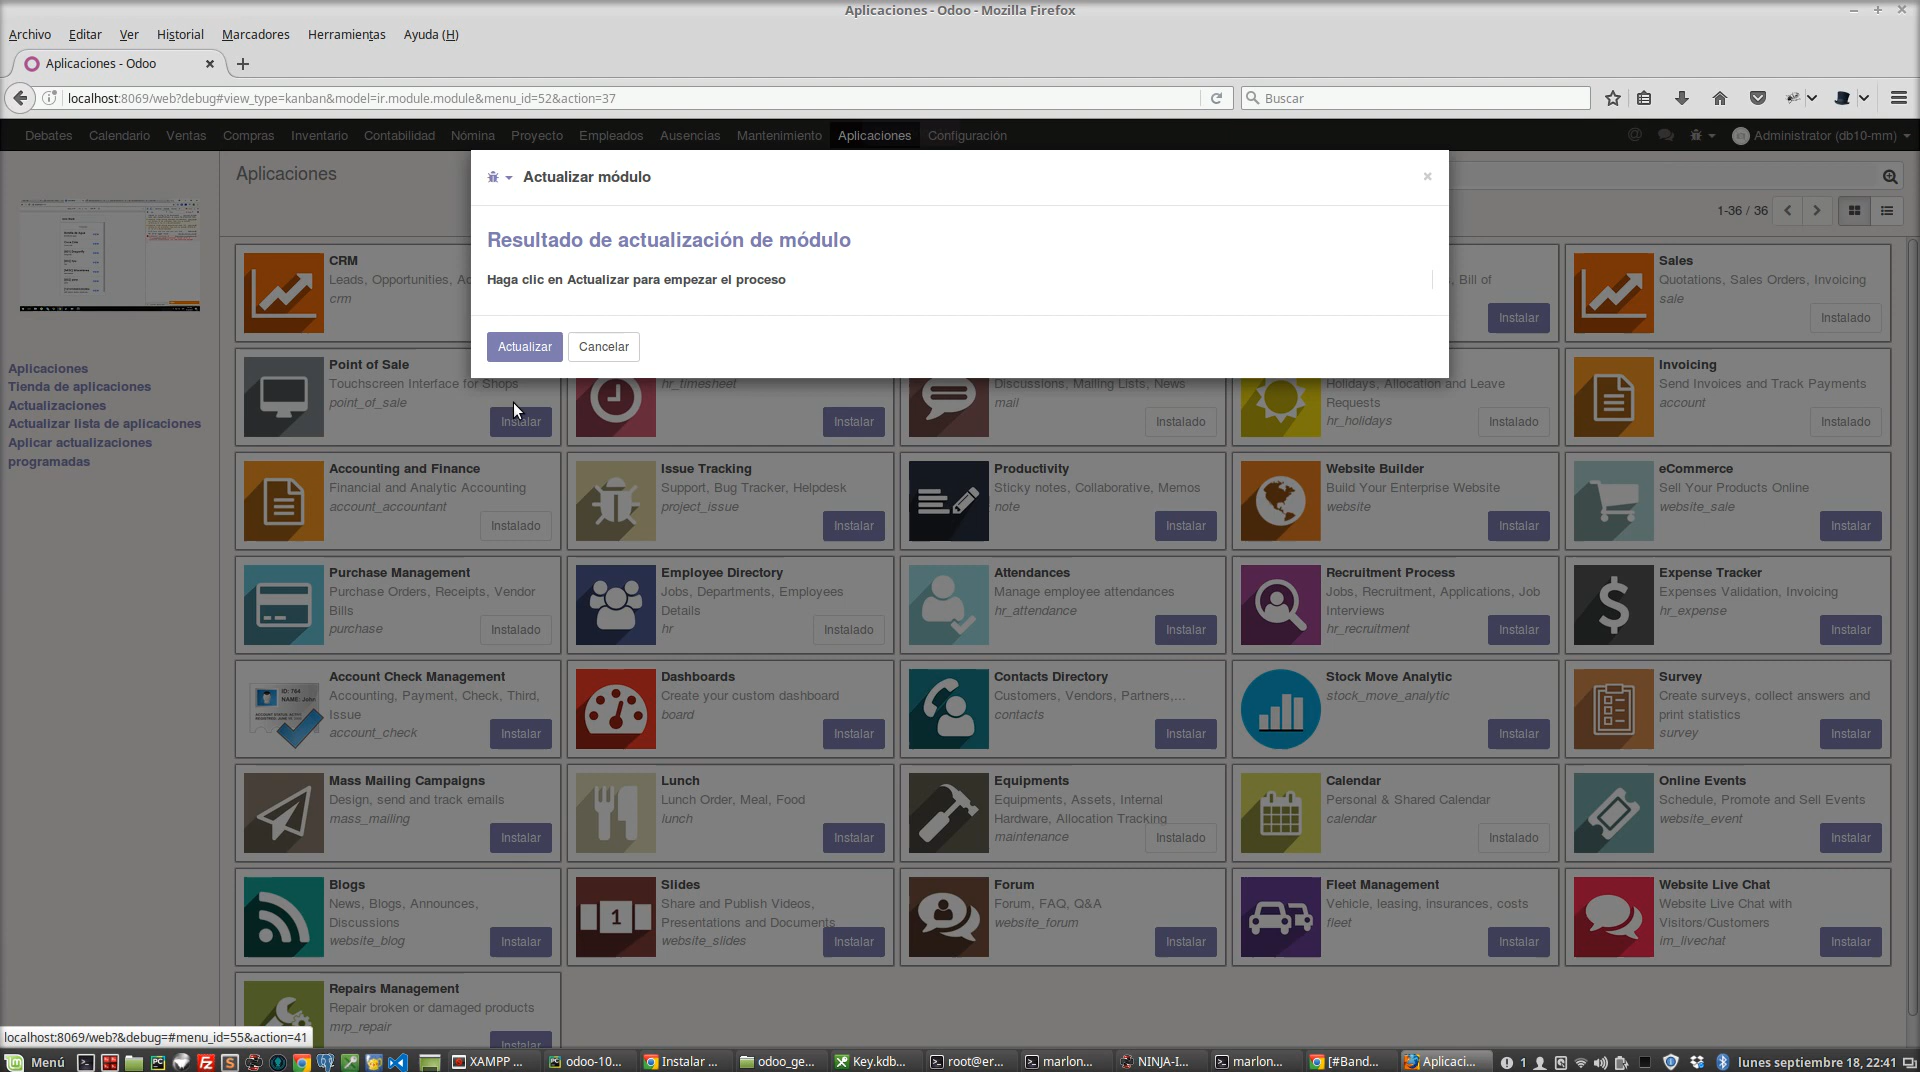 Aplicaciones - Odoo - Mozilla Firefox
Archivo Editar Ver Historial Marcadores Herramientas Ayuda (H)
Aplicaciones - Odoo
localhost:8069/web?debug#view_type=kanban&model=ir.module.module&menu_id=52&action=37
Buscar
Debates Calendario Ventas Compras Inventario Contabilidad Nómina Proyecto Empleados Ausencias Mantenimiento Aplicaciones Configuración
Administrator (db10-mm)
Aplicaciones
1-36 / 36
Actualizar módulo
Resultado de actualización de módulo
Haga clic en Actualizar para empezar el proceso
Actualizar Cancelar
Aplicaciones
Tienda de aplicaciones
Actualizaciones
Actualizar lista de aplicaciones
Aplicar actualizaciones
programadas
CRM
Leads, Opportunities, Ac
crm
Bill of
Instalar
Sales
Quotations, Sales Orders, Invoicing
sale
Instalado
Point of Sale
Touchscreen Interface for Shops
point_of_sale
Instalar
hr_timesheet
Instalar
Discussions, Mailing Lists, News
mail
Instalado
Holidays, Allocation and Leave
Requests
hr_holidays
Instalado
Invoicing
Send Invoices and Track Payments
account
Instalado
Accounting and Finance
Financial and Analytic Accounting
account_accountant
Instalado
Issue Tracking
Support, Bug Tracker, Helpdesk
project_issue
Instalar
Productivity
Sticky notes, Collaborative, Memos
note
Instalar
Website Builder
Build Your Enterprise Website
website
Instalar
eCommerce
Sell Your Products Online
website_sale
Instalar
Purchase Management
Purchase Orders, Receipts, Vendor
Bills
purchase
Instalado
Employee Directory
Jobs, Departments, Employees
Details
hr
Instalado
Attendances
Manage employee attendances
hr_attendance
Instalar
Recruitment Process
Jobs, Recruitment, Applications, Job
Interviews
hr_recruitment
Instalar
Expense Tracker
Expenses Validation, Invoicing
hr_expense
Instalar
ID: 764
NAME: John
Account Check Management
Accounting, Payment, Check, Third,
Issue
account_check
Instalar
Dashboards
Create your custom dashboard
board
Instalar
Contacts Directory
Customers, Vendors, Partners,...
contacts
Instalar
Stock Move Analytic
stock_move_analytic
Instalar
Survey
Create surveys, collect answers and
print statistics
survey
Instalar
Mass Mailing Campaigns
Design, send and track emails
mass_mailing
Instalar
Lunch
Lunch Order, Meal, Food
lunch
Instalar
Equipments
Equipments, Assets, Internal
Hardware, Allocation Tracking
maintenance
Instalado
Calendar
Personal & Shared Calendar
calendar
Instalado
Online Events
Schedule, Promote and Sell Events
website_event
Instalar
Blogs
News, Blogs, Announces,
Discussions
website_blog
Instalar
1
Slides
Share and Publish Videos,
Presentations and Documents
website_slides
Instalar
Forum
Forum, FAQ, Q&A
website_forum
Instalar
Fleet Management
Vehicle, leasing, insurances, costs
fleet
Instalar
Website Live Chat
Website Live Chat with
Visitors/Customers
im_livechat
Instalar
Repairs Management
Repair broken or damaged products
mrp_repair
Instalar
localhost:8069/web?&debug=#menu_id=55&action=41
Menú XAMPP ... odoo-10... Instalar ... odoo_ge... Key.kdb... root@er... marlon... NINJA-I... marlon... [#Band... Aplicaci... 1 lunes septiembre 18, 22:41